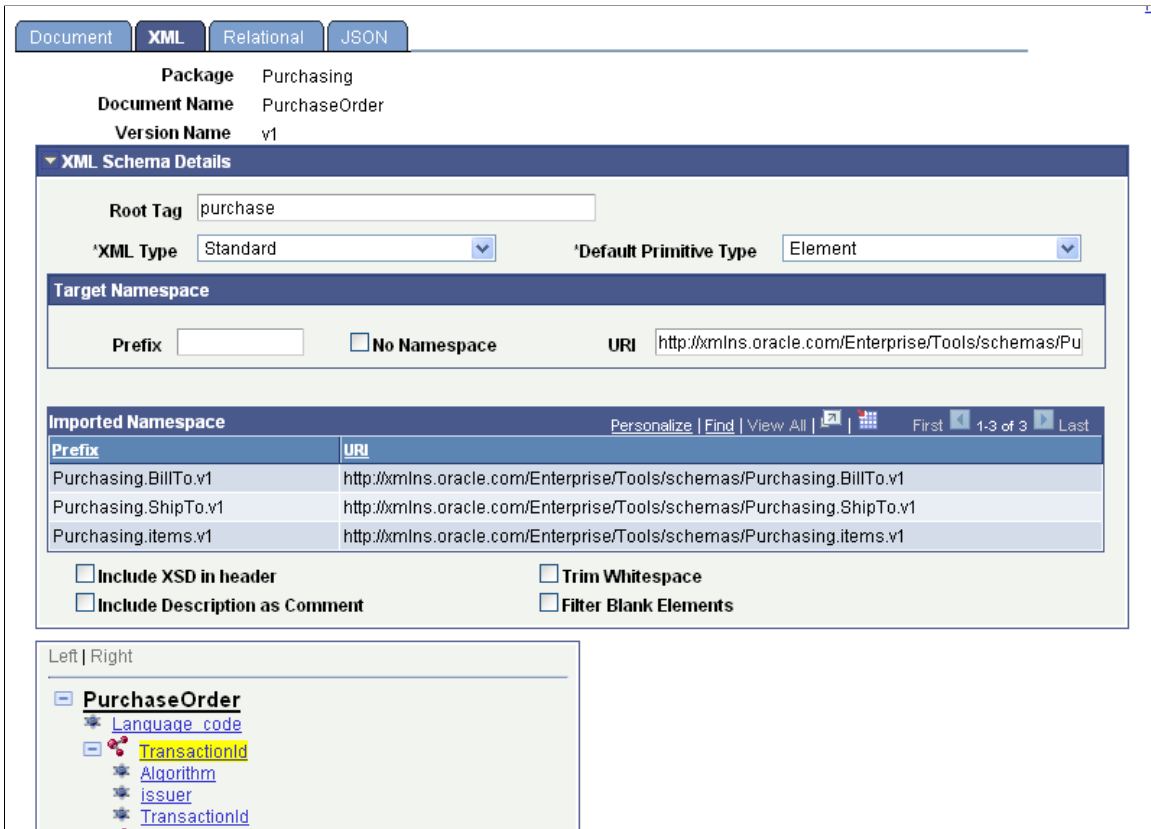 Document XML Relational JSON
Package Purchasing
Document Name PurchaseOrder
Version Name v1
XML Schema Details
Root Tag purchase
*XML Type Standard *Default Primitive Type Element
Target Namespace
Prefix No Namespace URI http://xmlns.oracle.com/Enterprise/Tools/schemas/Pu
Imported Namespace Personalize | Find | View All | | First 1-3 of 3 Last
Prefix URI
Purchasing.BillTo.v1 http://xmlns.oracle.com/Enterprise/Tools/schemas/Purchasing.BillTo.v1
Purchasing.ShipTo.v1 http://xmlns.oracle.com/Enterprise/Tools/schemas/Purchasing.ShipTo.v1
Purchasing.items.v1 http://xmlns.oracle.com/Enterprise/Tools/schemas/Purchasing.items.v1
Include XSD in header Trim Whitespace
Include Description as Comment Filter Blank Elements
Left | Right
PurchaseOrder
Language_code
TransactionId
Algorithm
issuer
TransactionId